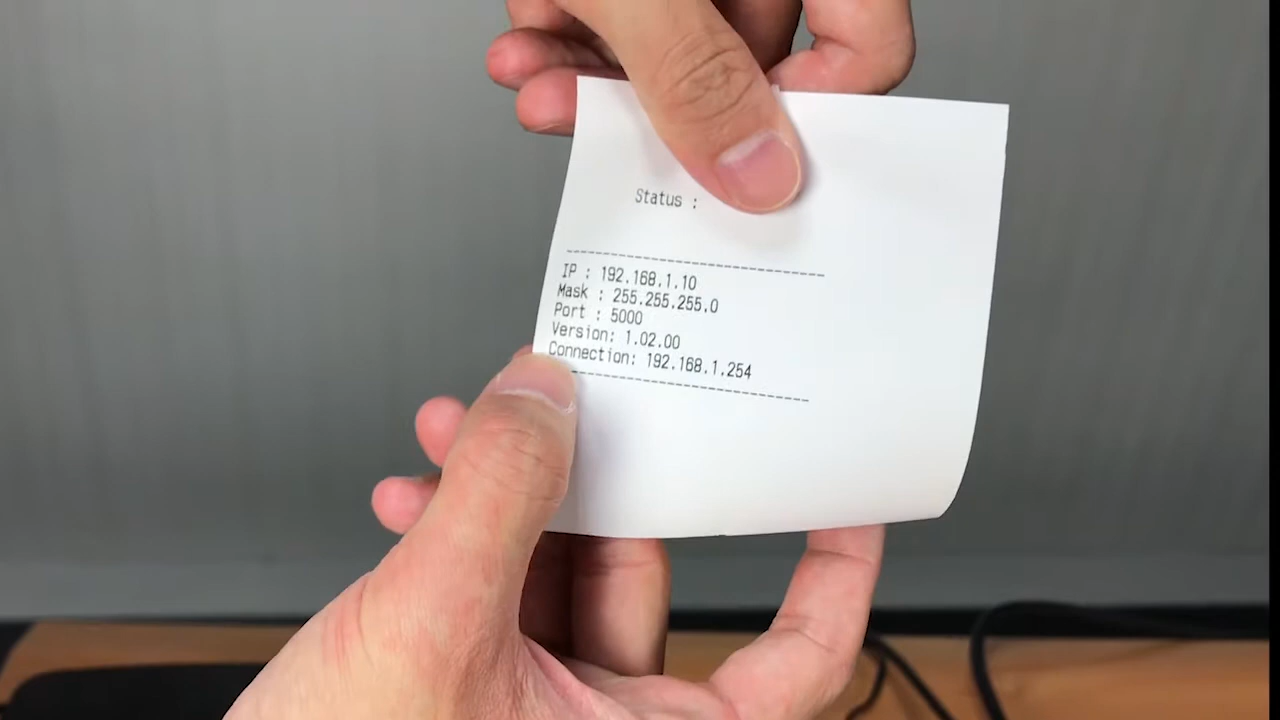 Status :
--------------------------------
IP : 192.168.1.10
Mask : 255.255.255.0
Port : 5000
Version: 1.02.00
Connection: 192.168.1.254
--------------------------------